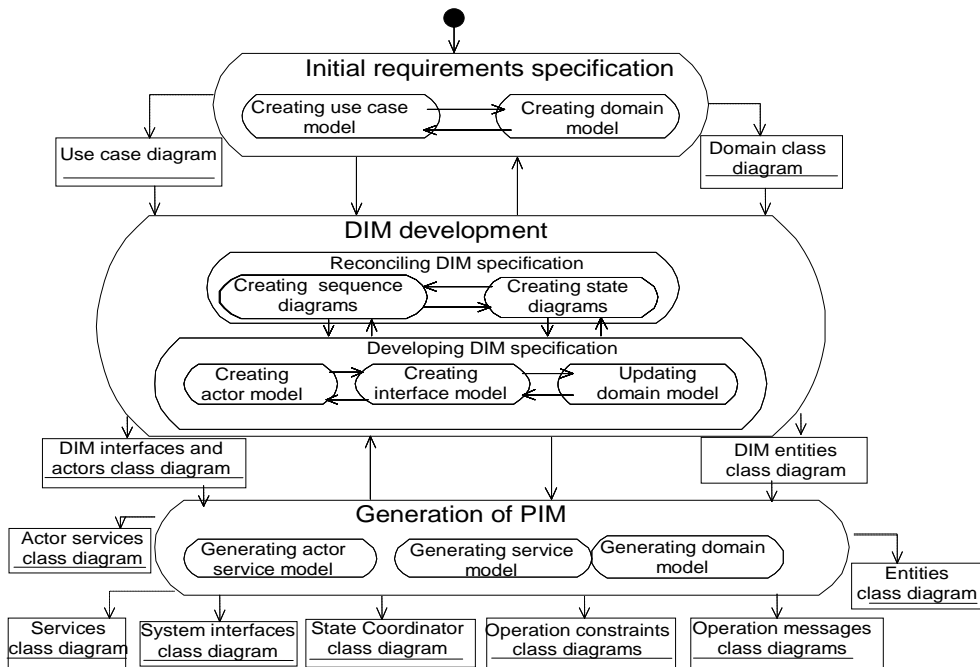 Initial requirements specification
Creating use case
model
Creating domain
model
Use case diagram
Domain class
diagram
DIM development
Reconciling DIM specification
Creating sequence
diagrams
Creating state
diagrams
Developing DIM specification
Creating
actor model
Creating
interface model
Updating
domain model
DIM interfaces and
actors class diagram
DIM entities
class diagram
Generation of PIM
Actor services
class diagram
Generating actor
service model
Generating service
model
Generating domain
model
Entities
class diagram
Services
class diagram
System interfaces
class diagram
State Coordinator
class diagram
Operation constraints
class diagrams
Operation messages
class diagrams